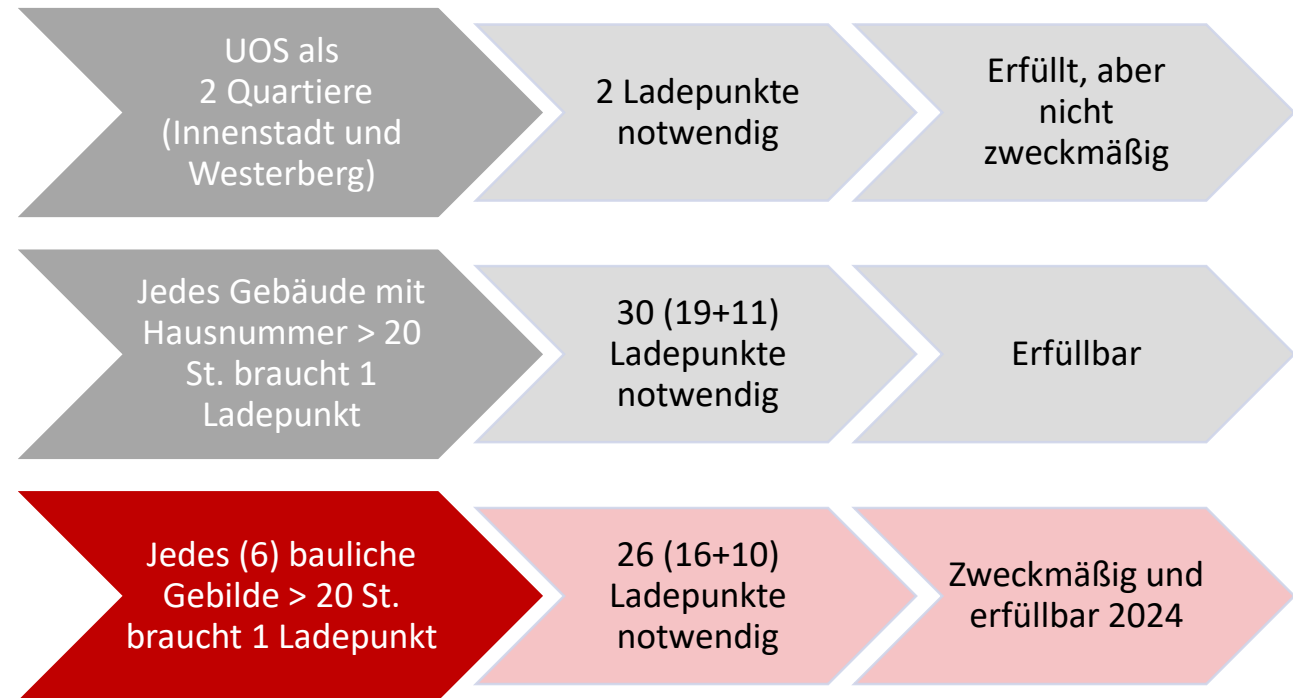 UOS als
2 Quartiere
(Innenstadt und
Westerberg)
2 Ladepunkte
notwendig
Erfüllt, aber
nicht
zweckmäßig
Jedes Gebäude mit
Hausnummer > 20
St. braucht 1
Ladepunkt
30 (19+11)
Ladepunkte
notwendig
Erfüllbar
Jedes (6) bauliche
Gebilde > 20 St.
braucht 1 Ladepunkt
26 (16+10)
Ladepunkte
notwendig
Zweckmäßig und
erfüllbar 2024